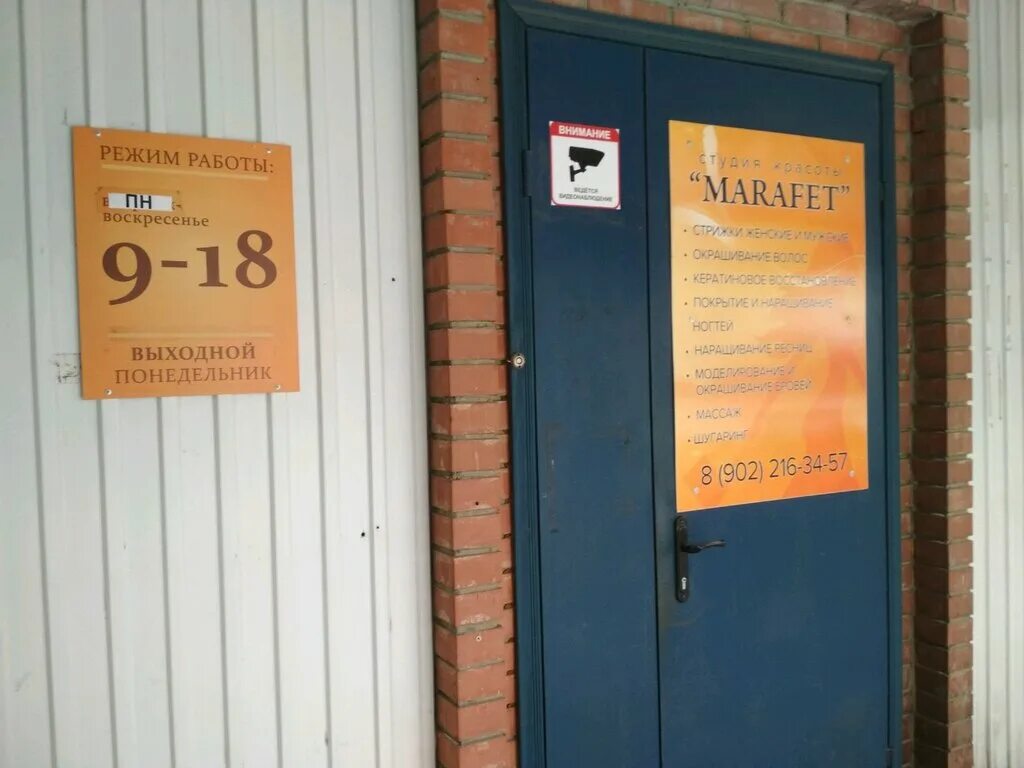 РЕЖИМ РАБОТЫ:
ПН
воскресенье
9-18
ВЫХОДНОЙ
ПОНЕДЕЛЬНИК
ВНИМАНИЕ
ВЕДЁТСЯ
ВИДЕОНАБЛЮДЕНИЕ
студия красоты
“MARAFET”
• СТРИЖКИ ЖЕНСКИЕ И МУЖСКИЕ
• ОКРАШИВАНИЕ ВОЛОС
• КЕРАТИНОВОЕ ВОССТАНОВЛЕНИЕ
• ПОКРЫТИЕ И НАРАЩИВАНИЕ
НОГТЕЙ
• НАРАЩИВАНИЕ РЕСНИЦ
• МОДЕЛИРОВАНИЕ И
ОКРАШИВАНИЕ БРОВЕЙ
• МАССАЖ
• ШУГАРИНГ
8 (902) 216-34-57